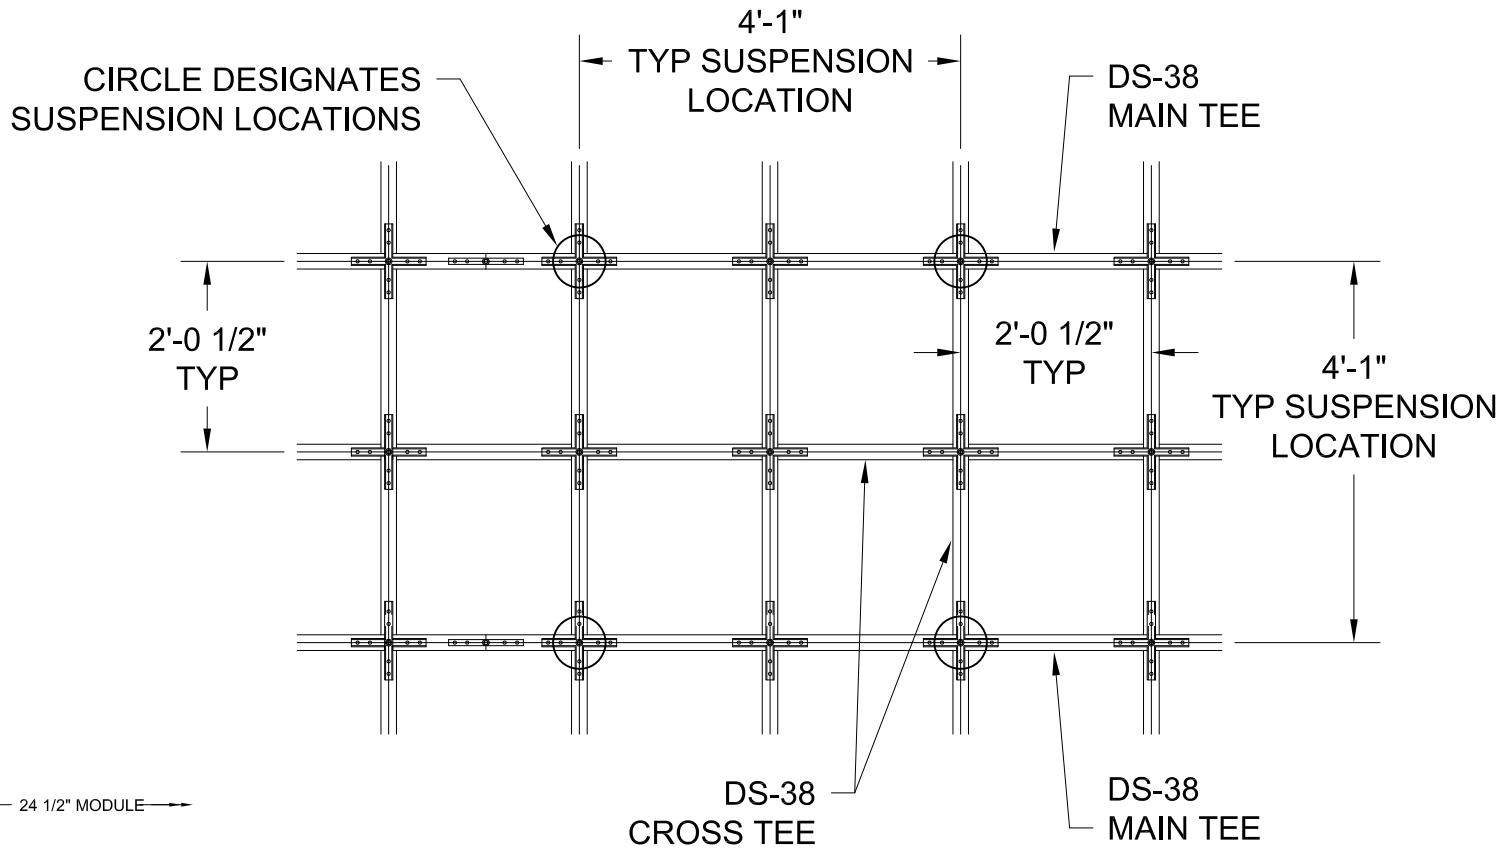 4'-1"
TYP SUSPENSION
LOCATION
CIRCLE DESIGNATES
SUSPENSION LOCATIONS
DS-38
MAIN TEE
2'-0 1/2"
TYP
2'-0 1/2"
TYP
4'-1"
TYP SUSPENSION
LOCATION
24 1/2" MODULE
DS-38
CROSS TEE
DS-38
MAIN TEE